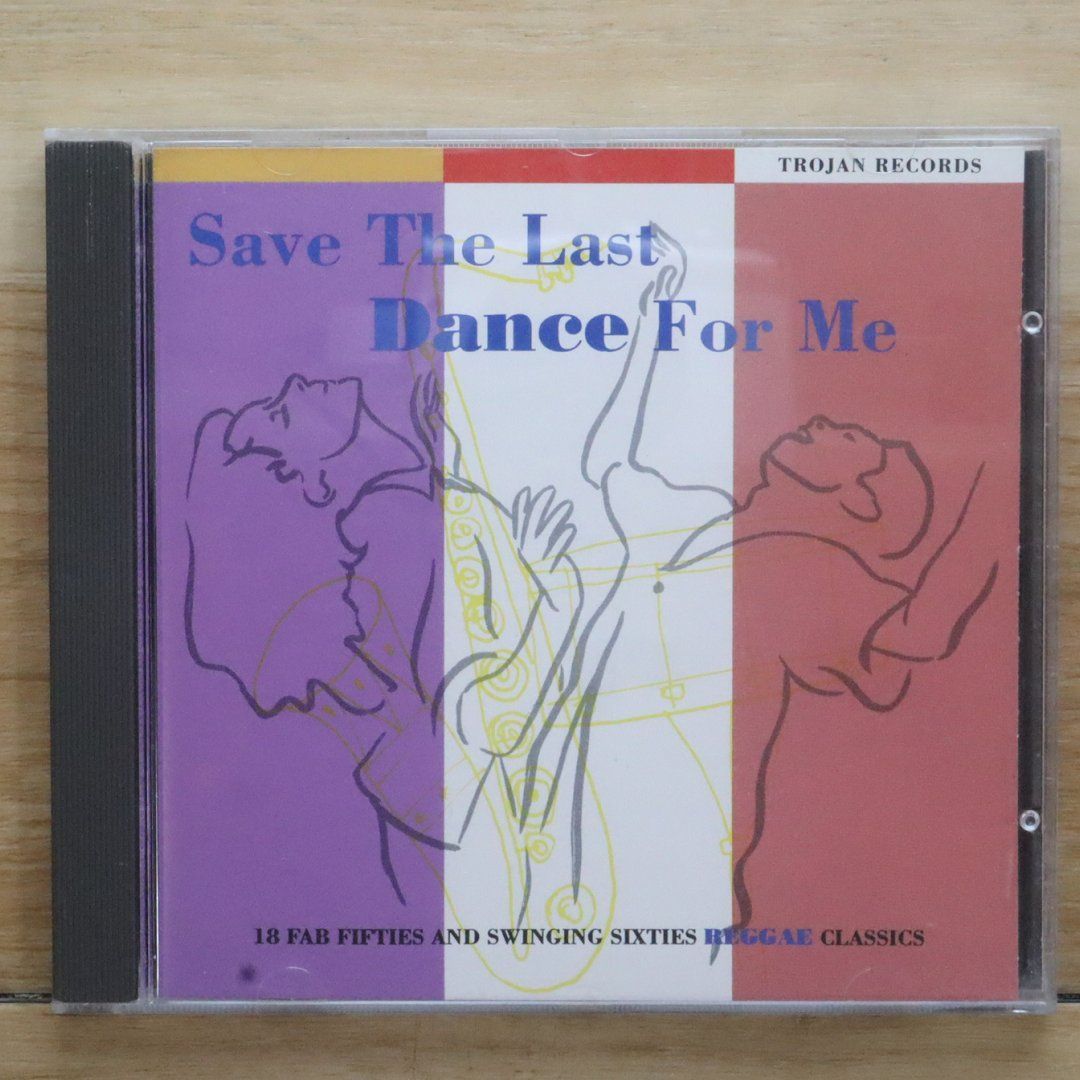 TROJAN RECORDS
Save The Last
Dance For Me
18 FAB FIFTIES AND SWINGING SIXTIES REGGAE CLASSICS